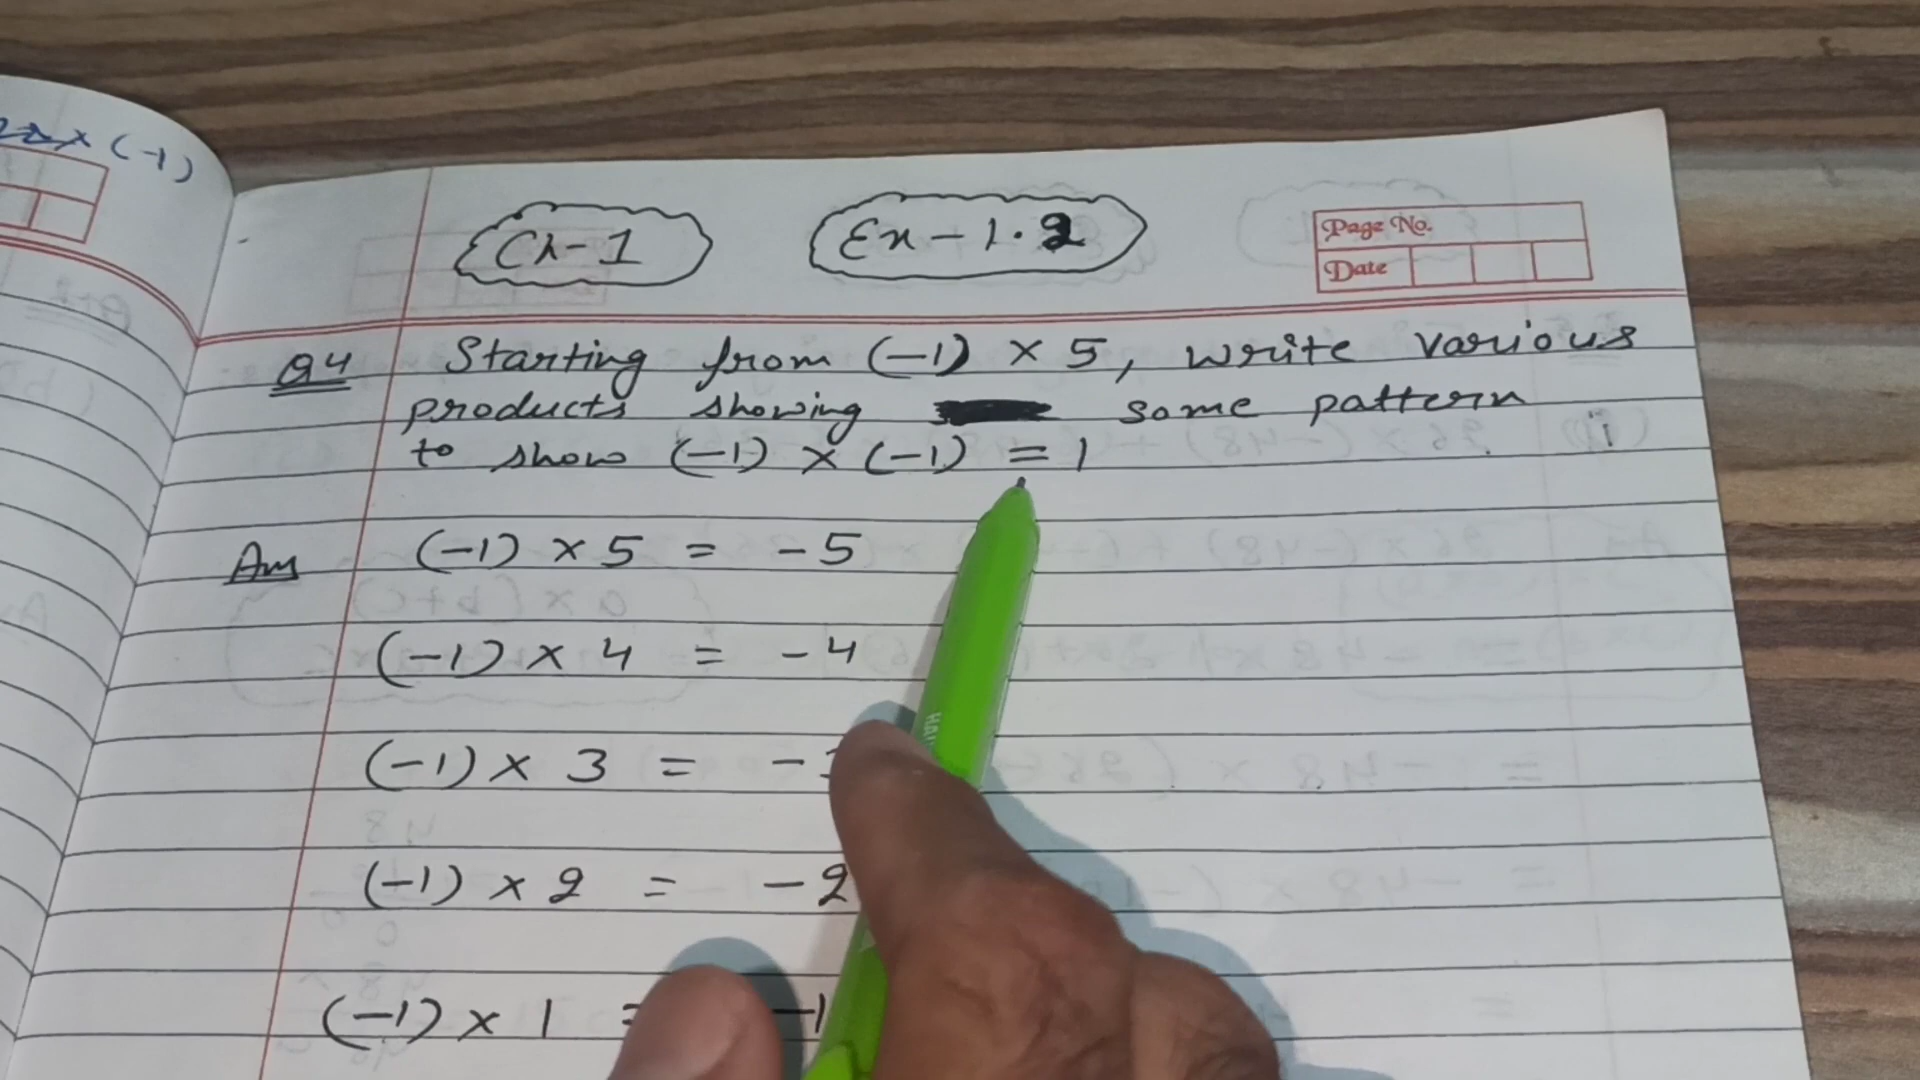 (-1)
Ch-1 Ex-1.2
Page No.
Date
Q4 Starting from (-1) × 5, write various
products showing some pattern
to show (-1) × (-1) = 1
Ans (-1) × 5 = -5
(-1) × 4 = -4
(-1) × 3 = -
(-1) × 2 = -2
(-1) × 1 = -1